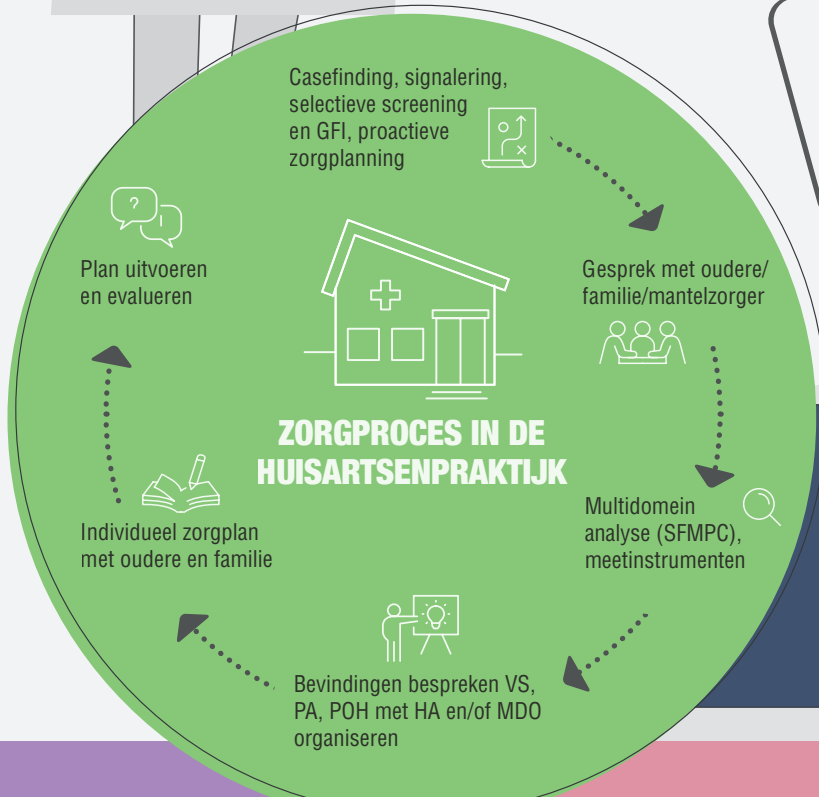 Casefinding, signalering,
selectieve screening
en GFI, proactieve
zorgplanning
Gesprek met oudere/
familie/mantelzorger
Multidomein
analyse (SFMPC),
meetinstrumenten
Bevindingen bespreken VS,
PA, POH met HA en/of MDO
organiseren
Individueel zorgplan
met oudere en familie
Plan uitvoeren
en evalueren
ZORGPROCES IN DE
HUISARTSENPRAKTIJK